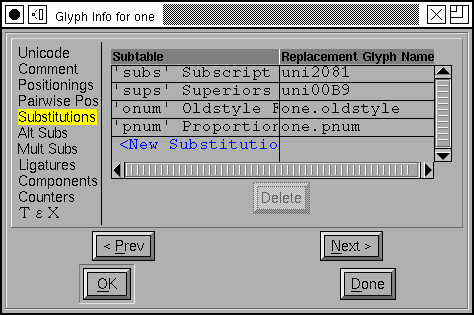 Glyph Info for one
Unicode
Comment
Positionings
Pairwise Pos
Substitutions
Alt Subs
Mult Subs
Ligatures
Components
Counters
Τ ε Χ
Subtable Replacement Glyph Name
'subs' Subscript uni2081
'sups' Superiors uni00B9
'onum' Oldstyle F one.oldstyle
'pnum' Proportion one.pnum
<New Substitutio
Delete
< Prev Next >
OK Done